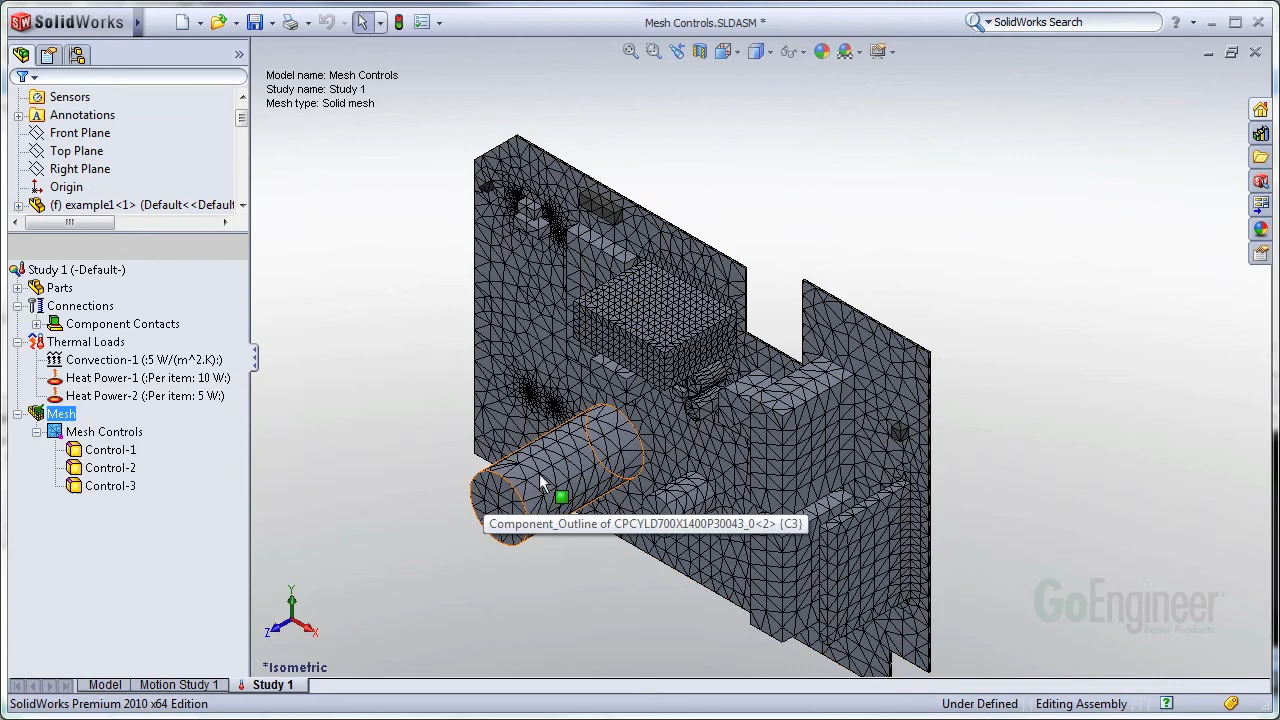 SolidWorks
Mesh Controls.SLDASM *
SolidWorks Search
Model name: Mesh Controls
Study name: Study 1
Mesh type: Solid mesh
Sensors
Annotations
Front Plane
Top Plane
Right Plane
Origin
(f) example1<1> (Default<<Default
Study 1 (-Default-)
Parts
Connections
Component Contacts
Thermal Loads
Convection-1 (:5 W/(m^2.K):)
Heat Power-1 (:Per item: 10 W:)
Heat Power-2 (:Per item: 5 W:)
Mesh
Mesh Controls
Control-1
Control-2
Control-3
Component_Outline of CPCYLD700X1400P30043_0<2> {C3}
GoEngineer
Better Products
Y
Z
X
*Isometric
Model
Motion Study 1
Study 1
SolidWorks Premium 2010 x64 Edition
Under Defined
Editing Assembly